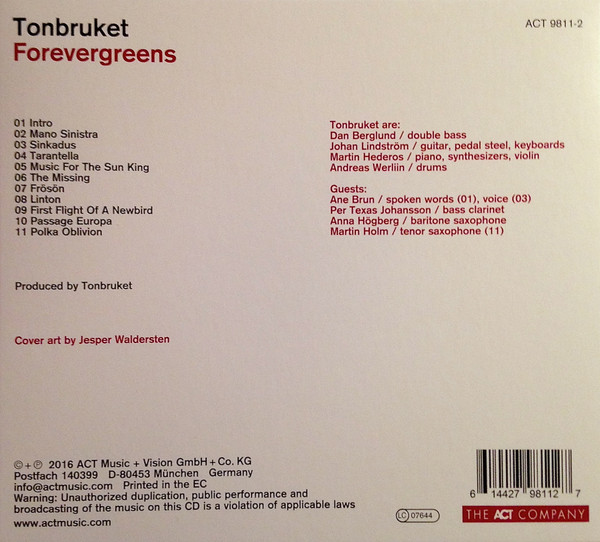 Tonbruket
Forevergreens
ACT 9811-2
01 Intro
02 Mano Sinistra
03 Sinkadus
04 Tarantella
05 Music For The Sun King
06 The Missing
07 Frösön
08 Linton
09 First Flight Of A Newbird
10 Passage Europa
11 Polka Oblivion
Tonbruket are:
Dan Berglund / double bass
Johan Lindström / guitar, pedal steel, keyboards
Martin Hederos / piano, synthesizers, violin
Andreas Werliin / drums
Guests:
Ane Brun / spoken words (01), voice (03)
Per Texas Johansson / bass clarinet
Anna Högberg / baritone saxophone
Martin Holm / tenor saxophone (11)
Produced by Tonbruket
Cover art by Jesper Waldersten
©+℗ 2016 ACT Music + Vision GmbH+Co. KG
Postfach 140399 D-80453 München Germany
info@actmusic.com Printed in the EC
Warning: Unauthorized duplication, public performance and
broadcasting of the music on this CD is a violation of applicable laws
www.actmusic.com
LC 07644
6 14427 98112 7
THE ACT COMPANY